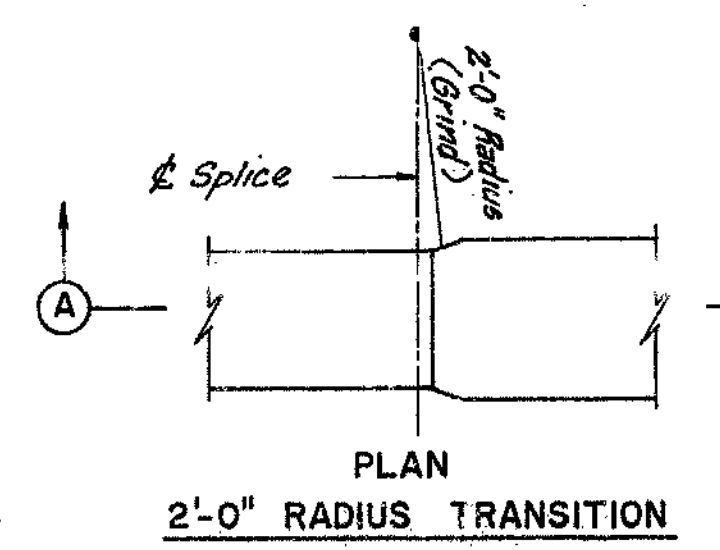 2'-0" Radius
(Grind)
℄ Splice
A
PLAN
2'-0" RADIUS TRANSITION